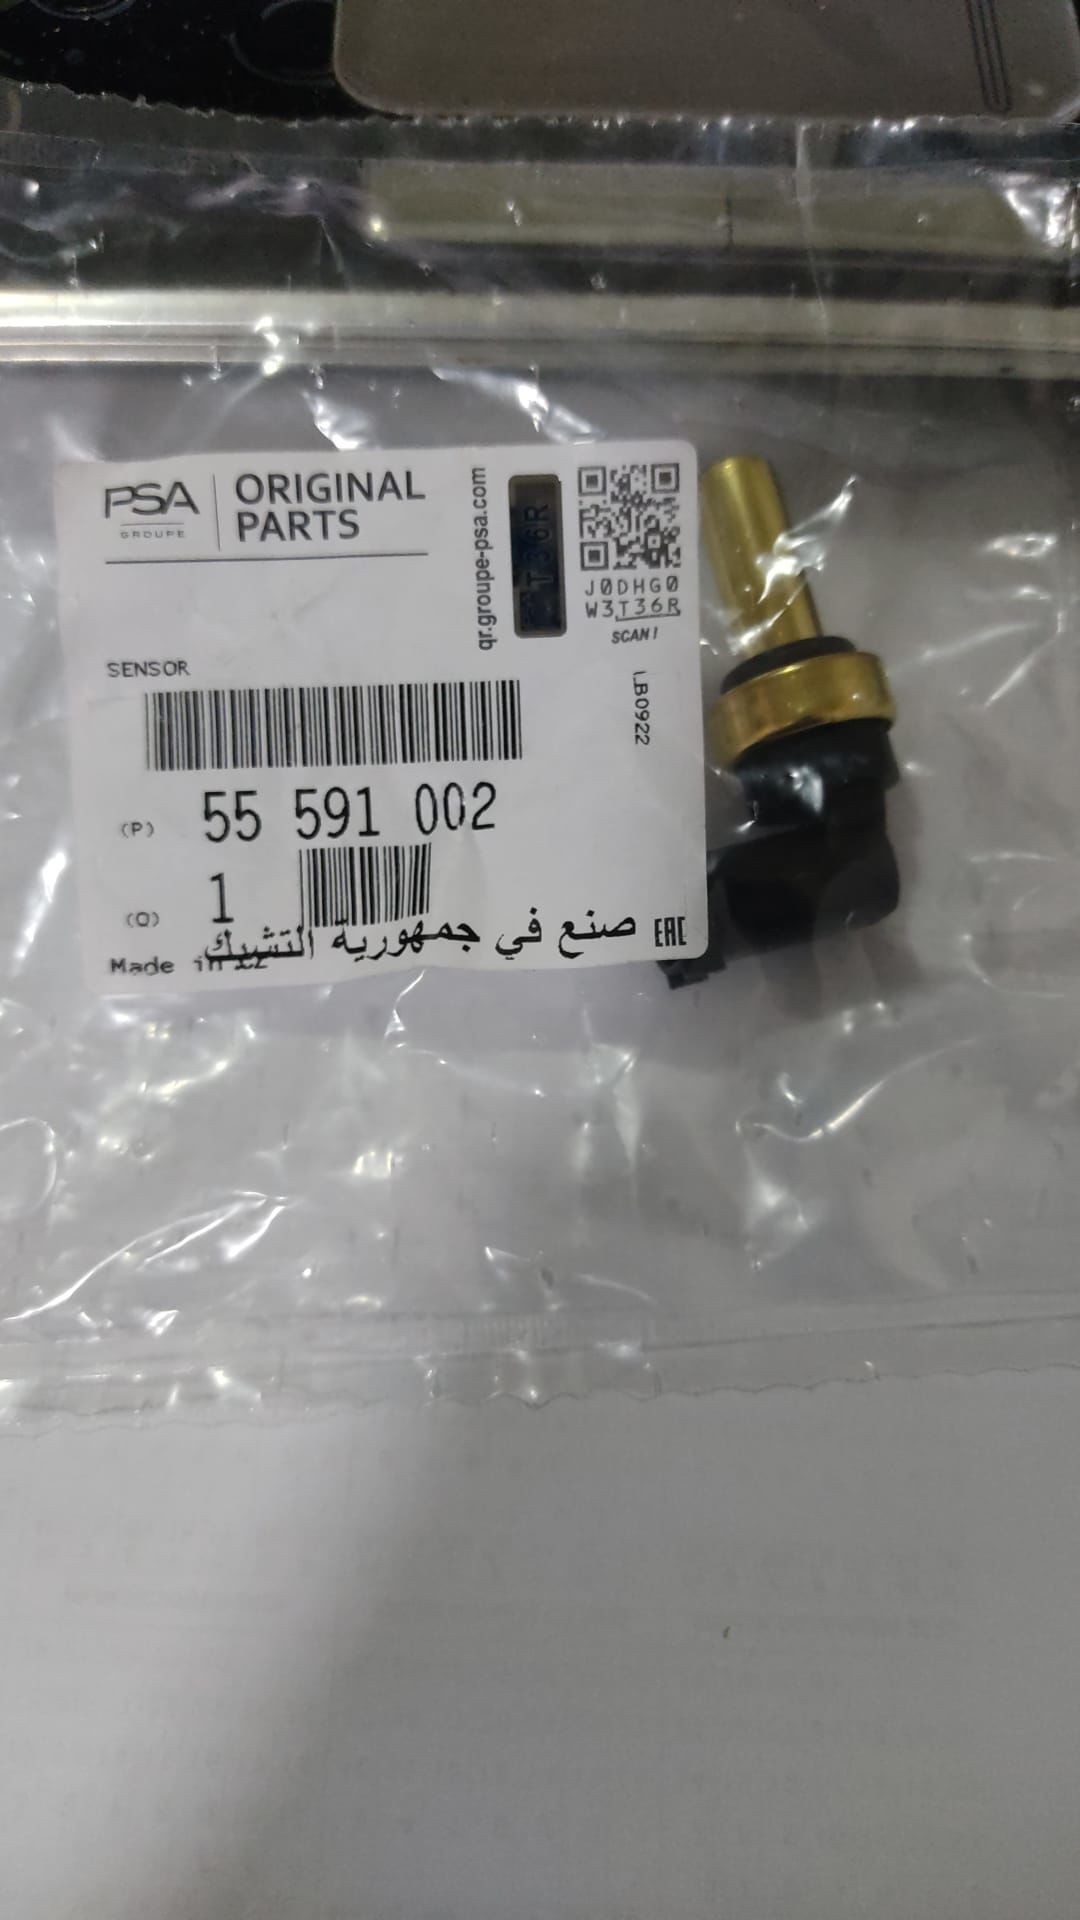 PSA
GROUPE
ORIGINAL
PARTS
qr.groupe-psa.com
T36R
J0DHG0
W3T36R
SCAN!
SENSOR
LB0922
(P) 55 591 002
(Q) 1
صنع في جمهورية التشيك
EAC
Made in CZ